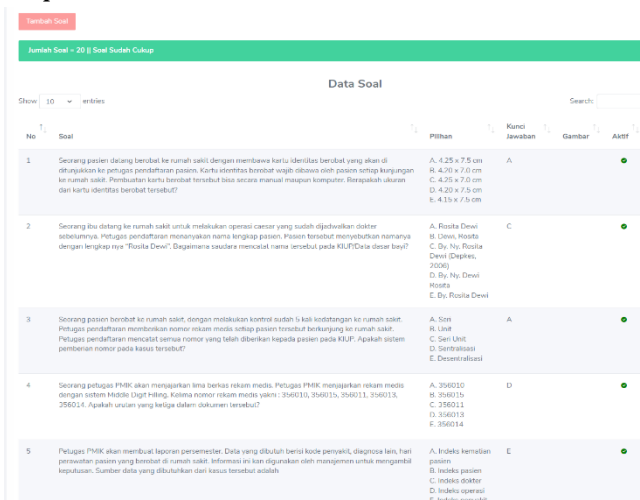 Tambah Soal
Jumlah Soal = 20 || Soal Sudah Cukup
Data Soal
Show 10 entries
Search:
No
Soal
Pilihan
Kunci Jawaban
Gambar
Aktif
1
Seorang pasien datang berobat ke rumah sakit dengan membawa kartu identitas berobat yang akan di
ditunjukkan ke petugas pendaftaran pasien. Kartu identitas berobat wajib dibawa oleh pasien setiap kunjungan
ke rumah sakit. Pembuatan kartu berobat tersebut bisa secara manual maupun komputer. Berapakah ukuran
dari kartu identitas berobat tersebut?
A. 4.25 x 7.5 cm
B. 4.20 x 7.0 cm
C. 4.25 x 7.0 cm
D. 4.20 x 7.5 cm
E. 4.15 x 7.5 cm
A
2
Seorang ibu datang ke rumah sakit untuk melakukan operasi caesar yang sudah dijadwalkan dokter
sebelumnya. Petugas pendaftaran menanyakan nama lengkap pasien. Pasien tersebut menyebutkan namanya
dengan lengkap nya "Rosita Dewi". Bagaimana saudara mencatat nama tersebut pada KIUP/Data dasar bayi?
A. Rosita Dewi
B. Dewi, Rosita
C. By. Ny. Rosita
Dewi (Depkes,
2006)
D. By. Ny. Dewi
Rosita
E. By. Rosita Dewi
C
3
Seorang pasien berobat ke rumah sakit, dengan melakukan kontrol sudah 5 kali kedatangan ke rumah sakit.
Petugas pendaftaran memberikan nomer rekam medis setiap pasien tersebut berkunjung ke rumah sakit.
Petugas pendaftaran mencatat semua nomor yang telah diberikan kepada pasien pada KIUP. Apakah sistem
pemberian nomor pada kasus tersebut?
A. Seri
B. Unit
C. Seri Unit
D. Sentralisasi
E. Desentralisasi
A
4
Seorang petugas PMIK akan menjajarkan lima berkas rekam medis. Petugas PMIK menjajarkan rekam medis
dengan sistem Middle Digit Filling. Kelima nomor rekam medis yakni : 356010, 356015, 356011, 356013,
356014. Apakah urutan yang ketiga dalam dokumen tersebut?
A. 356010
B. 356015
C. 356011
D. 356013
E. 356014
D
5
Petugas PMIK akan membuat laporan persemester. Data yang dibutuh berisi kode penyakit, diagnosa lain, hari
perawatan pasien yang berobat di rumah sakit. Informasi ini kan digunakan oleh manajemen untuk mengambil
keputusan. Sumber data yang dibutuhkan dari kasus tersebut adalah
A. Indeks kematian
pasien
B. Indeks pasien
C. Indeks dokter
D. Indeks operasi
E